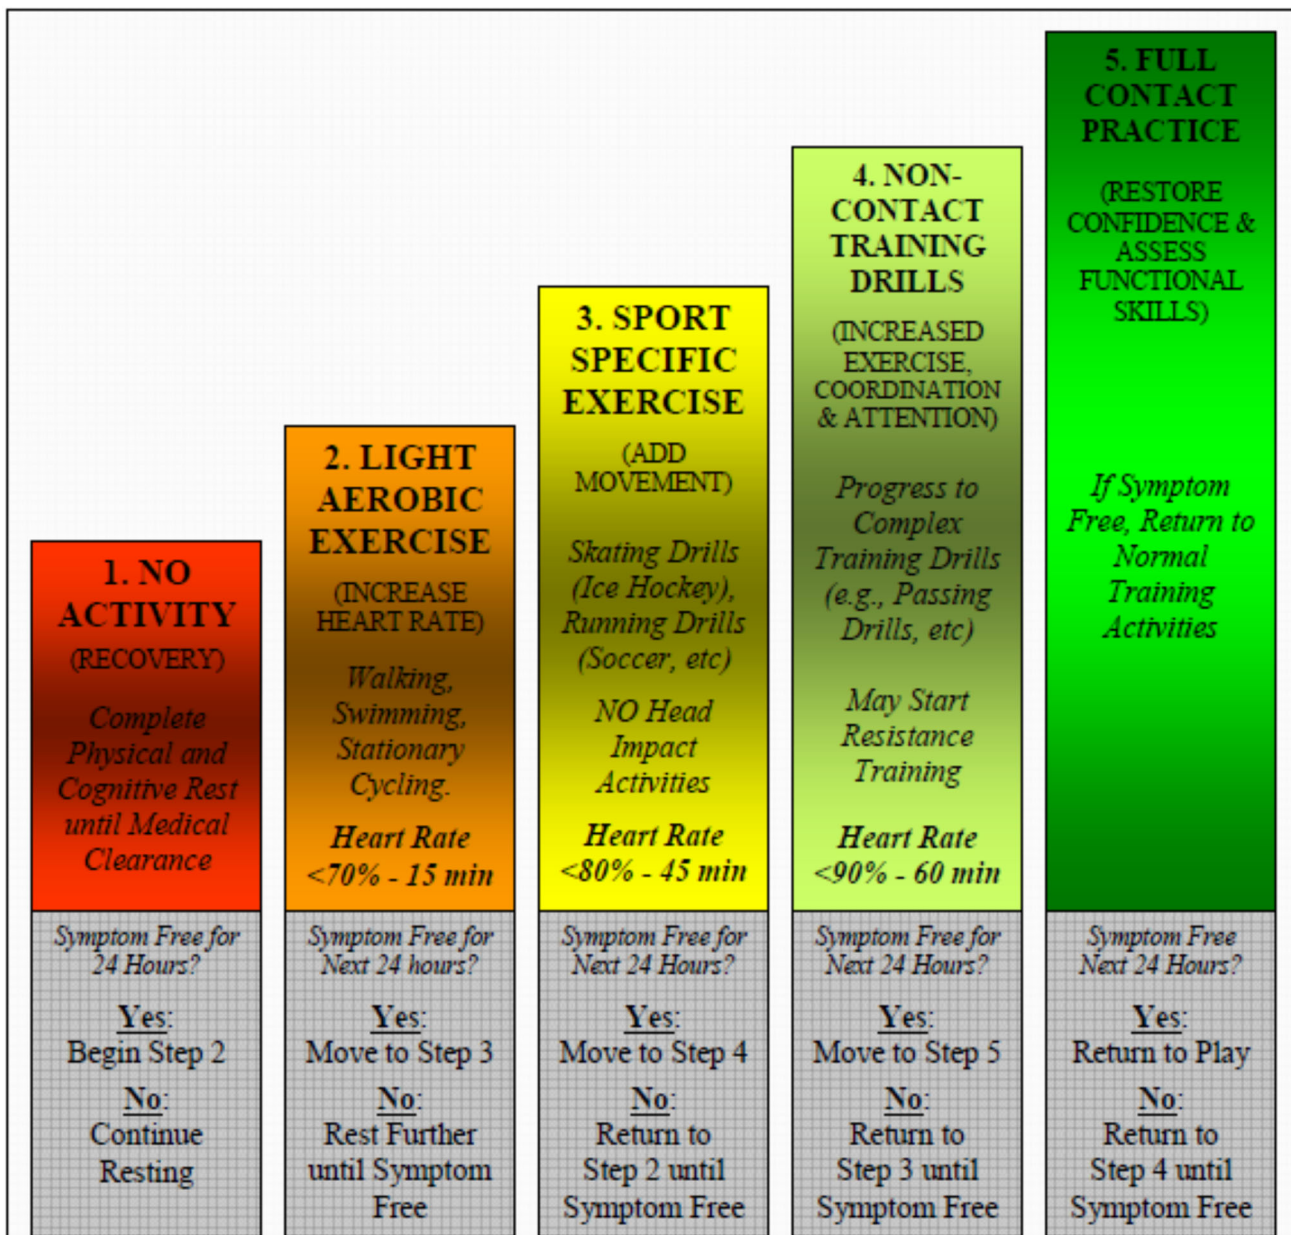 1. NO
ACTIVITY
(RECOVERY)
Complete
Physical and
Cognitive Rest
until Medical
Clearance
Symptom Free for
24 Hours?
Yes:
Begin Step 2
No:
Continue
Resting
2. LIGHT
AEROBIC
EXERCISE
(INCREASE
HEART RATE)
Walking,
Swimming,
Stationary
Cycling.
Heart Rate
<70% - 15 min
Symptom Free for
Next 24 hours?
Yes:
Move to Step 3
No:
Rest Further
until Symptom
Free
3. SPORT
SPECIFIC
EXERCISE
(ADD
MOVEMENT)
Skating Drills
(Ice Hockey),
Running Drills
(Soccer, etc)
NO Head
Impact
Activities
Heart Rate
<80% - 45 min
Symptom Free for
Next 24 Hours?
Yes:
Move to Step 4
No:
Return to
Step 2 until
Symptom Free
4. NON-
CONTACT
TRAINING
DRILLS
(INCREASED
EXERCISE,
COORDINATION
& ATTENTION)
Progress to
Complex
Training Drills
(e.g., Passing
Drills, etc)
May Start
Resistance
Training
Heart Rate
<90% - 60 min
Symptom Free for
Next 24 Hours?
Yes:
Move to Step 5
No:
Return to
Step 3 until
Symptom Free
5. FULL
CONTACT
PRACTICE
(RESTORE
CONFIDENCE &
ASSESS
FUNCTIONAL
SKILLS)
If Symptom
Free, Return to
Normal
Training
Activities
Symptom Free
Next 24 Hours?
Yes:
Return to Play
No:
Return to
Step 4 until
Symptom Free